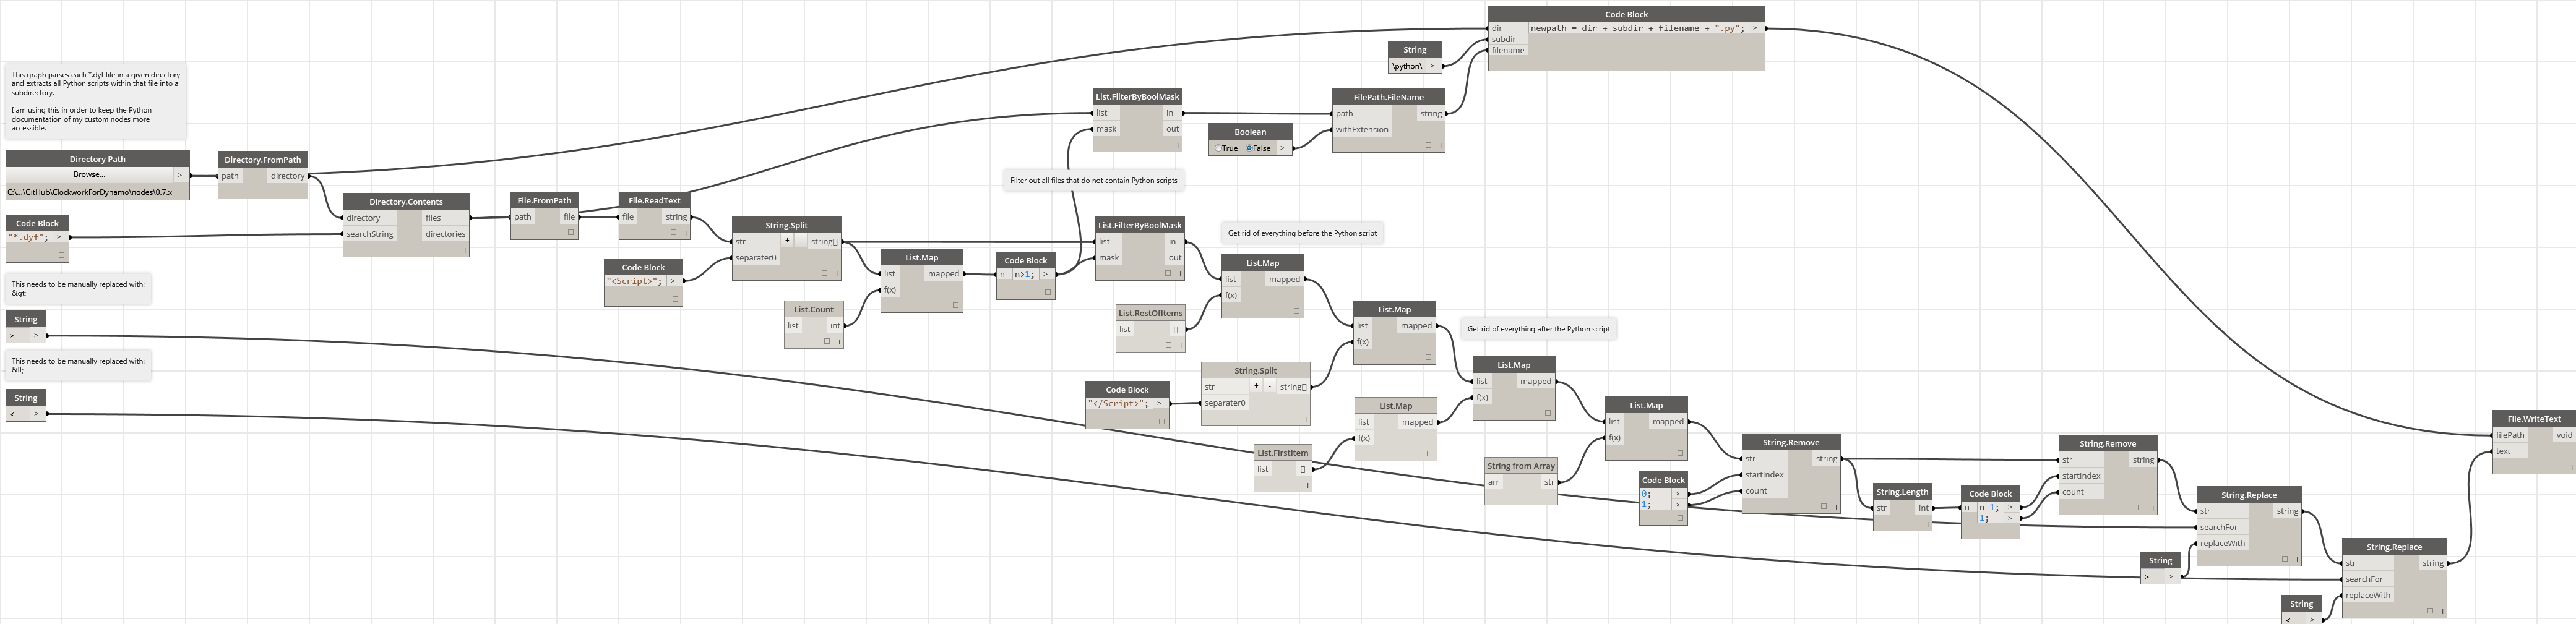 Code Block
dir
newpath = dir + subdir + filename + ".py";
>
subdir
filename
String
\python\
>
This graph parses each *.dyf file in a given directory
and extracts all Python scripts within that file into a
subdirectory.
I am using this in order to keep the Python
documentation of my custom nodes more
accessible.
List.FilterByBoolMask
list
in
mask
out
FilePath.FileName
path
string
withExtension
Boolean
True
False
>
Directory Path
Browse...
>
C:\...\GitHub\ClockworkForDynamo\nodes\0.7.x
Directory.FromPath
path
directory
Filter out all files that do not contain Python scripts
Directory.Contents
directory
files
searchString
directories
File.FromPath
path
file
File.ReadText
file
string
Code Block
"*.dyf";
>
String.Split
str
+
-
string[]
separater0
List.FilterByBoolMask
list
in
mask
out
Get rid of everything before the Python script
Code Block
"<Script>";
>
List.Map
list
mapped
f(x)
Code Block
n
n>1;
>
List.Map
list
mapped
f(x)
This needs to be manually replaced with:
&gt;
List.Count
list
int
List.RestOfItems
list
[]
List.Map
list
mapped
f(x)
Get rid of everything after the Python script
String
>
>
This needs to be manually replaced with:
&lt;
String
<
>
Code Block
"</Script>";
>
String.Split
str
+
-
string[]
separater0
List.Map
list
mapped
f(x)
List.Map
list
mapped
f(x)
List.FirstItem
list
[]
List.Map
list
mapped
f(x)
String from Array
arr
str
Code Block
0;
>
1;
>
String.Remove
str
string
startIndex
count
String.Length
str
int
Code Block
n
n-1;
>
1;
>
String.Remove
str
string
startIndex
count
String.Replace
str
string
searchFor
replaceWith
String
>
>
String.Replace
str
string
searchFor
replaceWith
String
<
>
File.WriteText
filePath
void
text